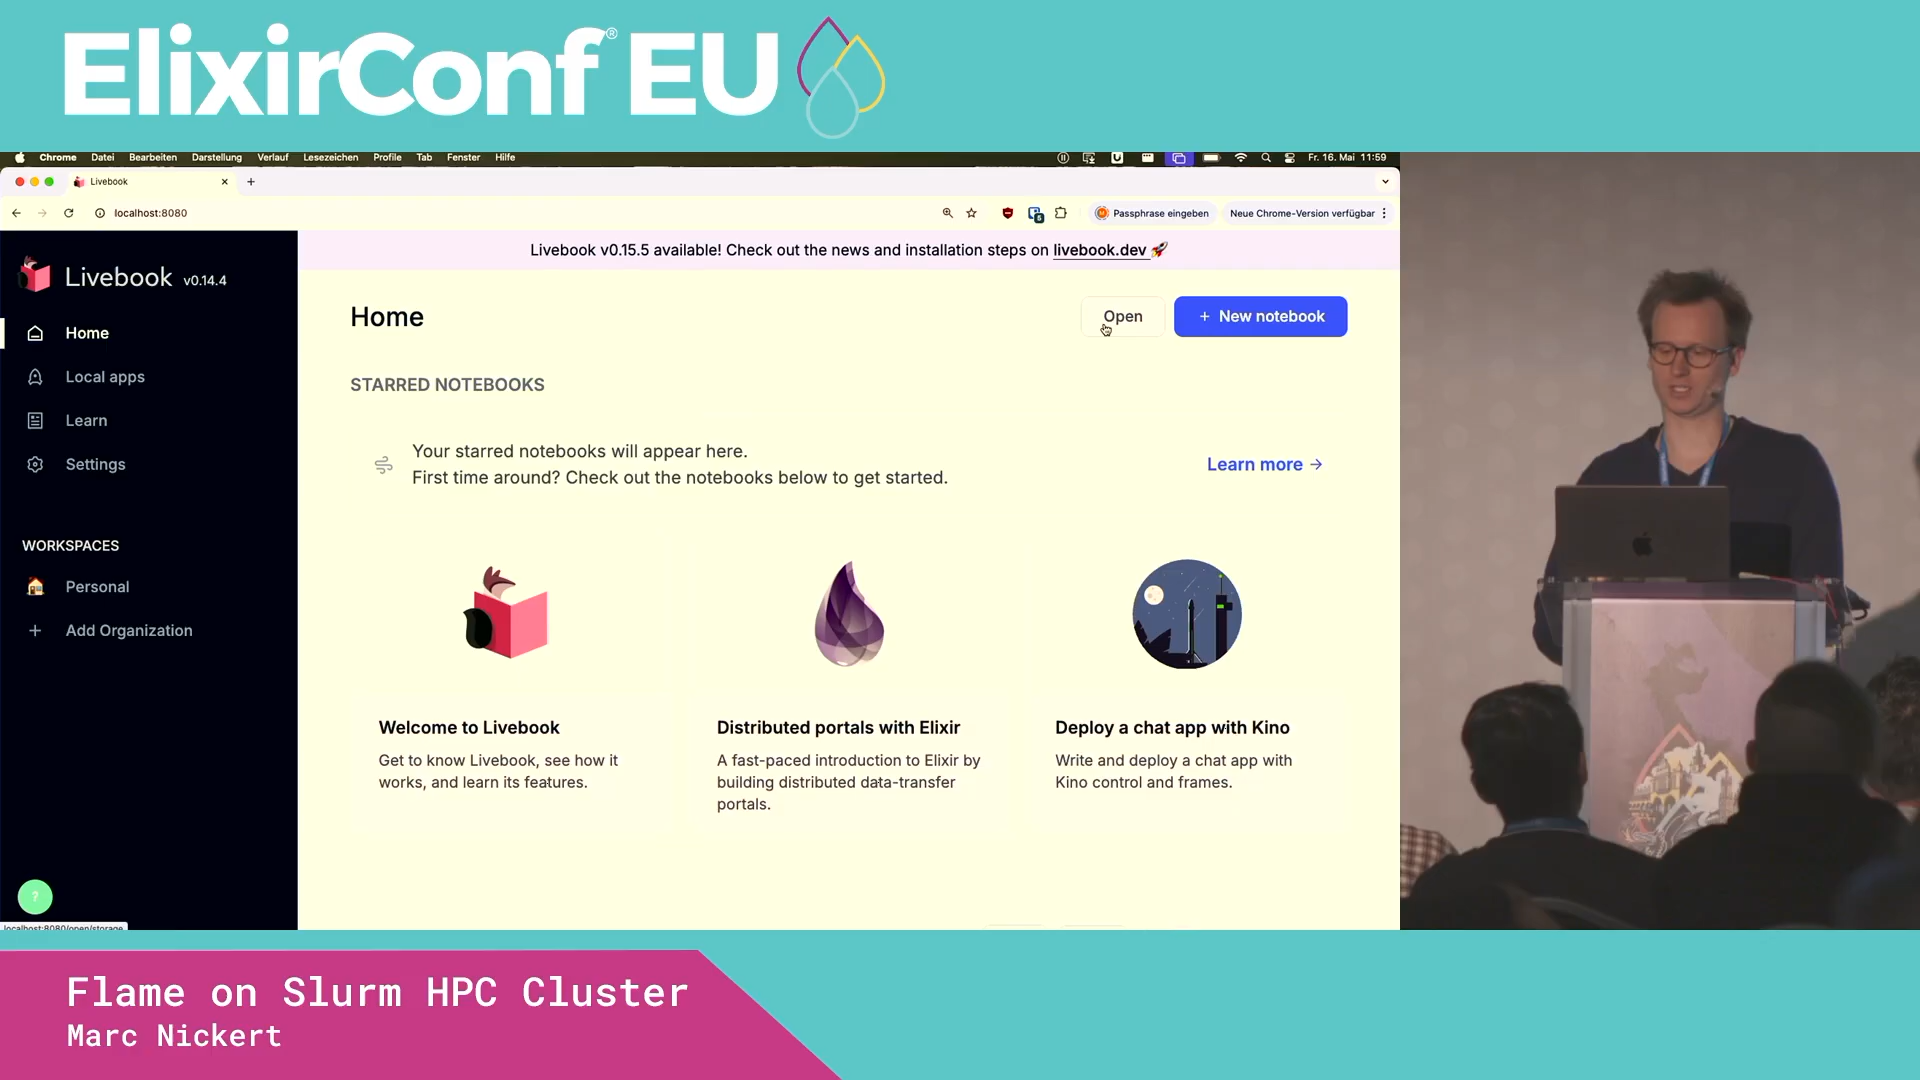 ElixirConf® EU
Chrome Datei Bearbeiten Darstellung Verlauf Lesezeichen Profile Tab Fenster Hilfe
Fr. 16. Mai 11:59
Livebook
localhost:8080
Passphrase eingeben
Neue Chrome-Version verfügbar
Livebook v0.14.4
Home
Local apps
Learn
Settings
WORKSPACES
Personal
+ Add Organization
?
localhost:8080/open/storage
Livebook v0.15.5 available! Check out the news and installation steps on livebook.dev 🚀
Home
Open
+ New notebook
STARRED NOTEBOOKS
Your starred notebooks will appear here.
First time around? Check out the notebooks below to get started.
Learn more →
Welcome to Livebook
Get to know Livebook, see how it
works, and learn its features.
Distributed portals with Elixir
A fast-paced introduction to Elixir by
building distributed data-transfer
portals.
Deploy a chat app with Kino
Write and deploy a chat app with
Kino control and frames.
Flame on Slurm HPC Cluster
Marc Nickert